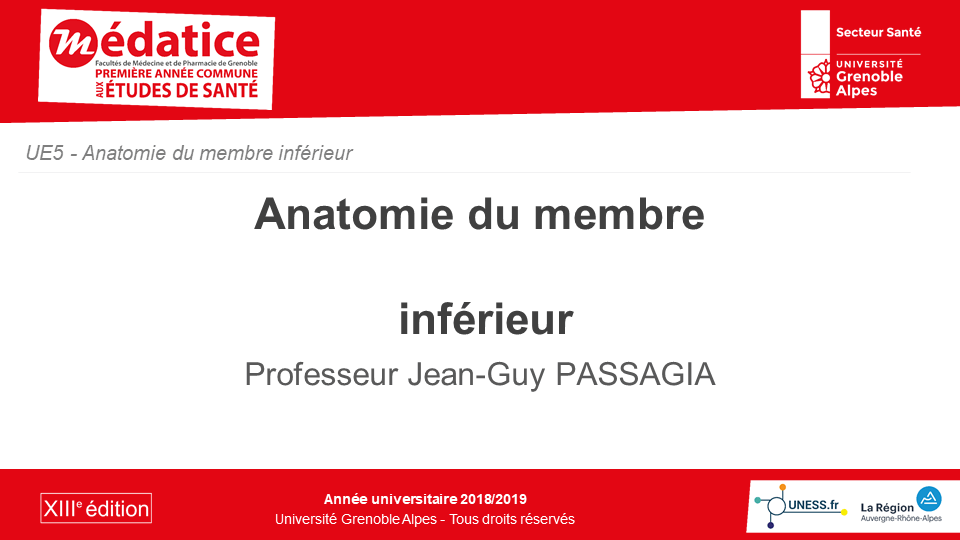 médatice
Facultés de Médecine et de Pharmacie de Grenoble
PREMIÈRE ANNÉE COMMUNE
AUX ÉTUDES DE SANTÉ
Secteur Santé
UNIVERSITÉ
Grenoble
Alpes
UE5 - Anatomie du membre inférieur
Anatomie du membre
inférieur
Professeur Jean-Guy PASSAGIA
XIIIe édition
Année universitaire 2018/2019
Université Grenoble Alpes - Tous droits réservés
UNESS.fr
La Région
Auvergne-Rhône-Alpes